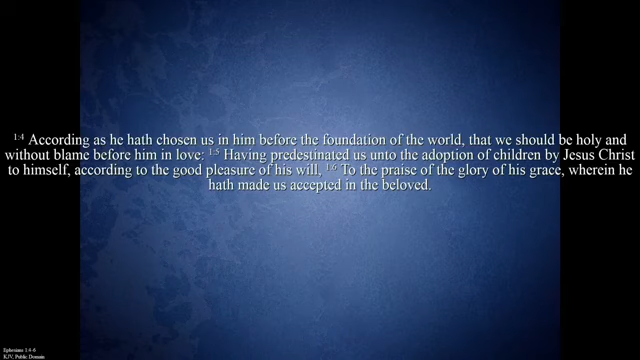 1:4 According as he hath chosen us in him before the foundation of the world, that we should be holy and
without blame before him in love: 1:5 Having predestinated us unto the adoption of children by Jesus Christ
to himself, according to the good pleasure of his will, 1:6 To the praise of the glory of his grace, wherein he
hath made us accepted in the beloved.
Ephesians 1:4-6
KJV, Public Domain